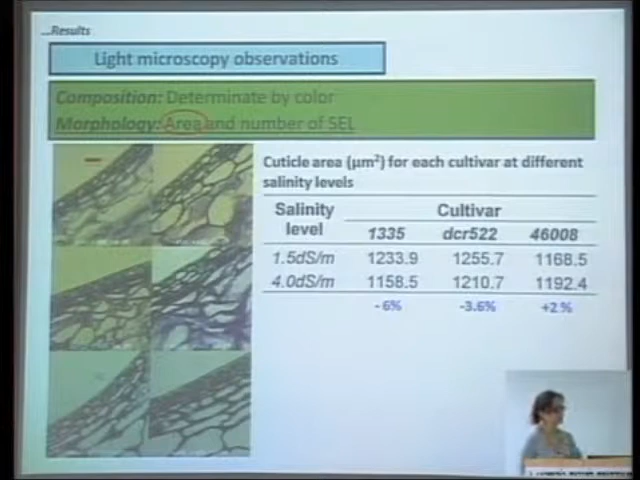 ...Results
Light microscopy observations
Composition: Determinate by color
Morphology: Area and number of SEL
Cuticle area (μm²) for each cultivar at different
salinity levels
Salinity level Cultivar
1335 dcr522 46008
1.5dS/m 1233.9 1255.7 1168.5
4.0dS/m 1158.5 1210.7 1192.4
- 6% -3.6% +2 %